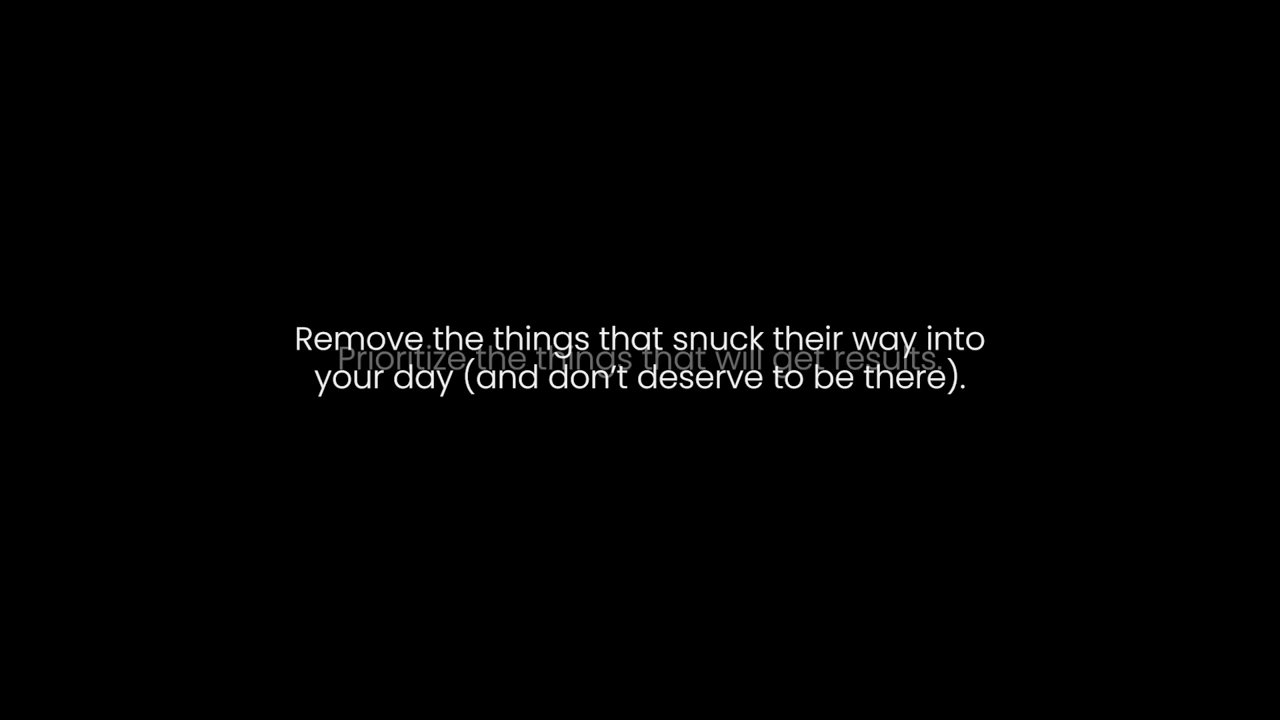 Remove the things that snuck their way into
Prioritize the things that will get results.
your day (and don't deserve to be there).